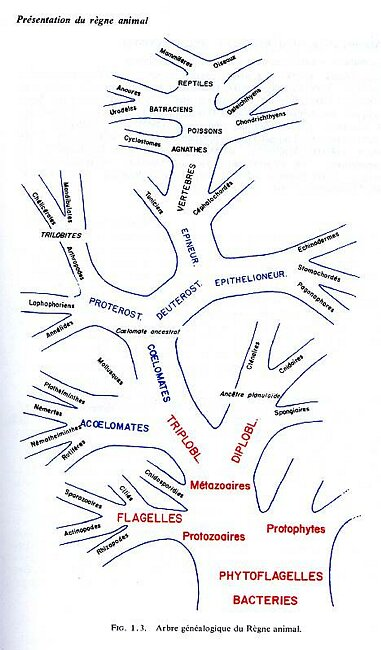 Présentation du règne animal
Mammifères
Oiseaux
REPTILES
Anoures
Urodèles
BATRACIENS
Osteichthyens
Chondrichthyens
POISSONS
Cyclostomes
AGNATHES
VERTEBRES
Tuniciers
Céphalochordés
Chélicérates
Mandibulates
TRILOBITES
Arthropodes
EPINEUR.
Echinodermes
Stomochordés
Pogonophores
EPITHELIONEUR.
Lophophoriens
PROTEROST.
DEUTEROST.
Annélides
Cœlomate ancestral
Mollusques
CŒLOMATES
Cténaires
Cnidaires
Ancêtre planuloïde
Spongiaires
Plathelminthes
Némertes
Némathelminthes
Rotifères
ACŒLOMATES
TRIPLOBL.
DIPLOBL.
Métazoaires
Cnidosporidies
Ciliés
Sporozoaires
Actinopodes
Rhizopodes
FLAGELLES
Protozoaires
Protophytes
PHYTOFLAGELLES
BACTERIES
FIG. 1.3. Arbre généalogique du Règne animal.